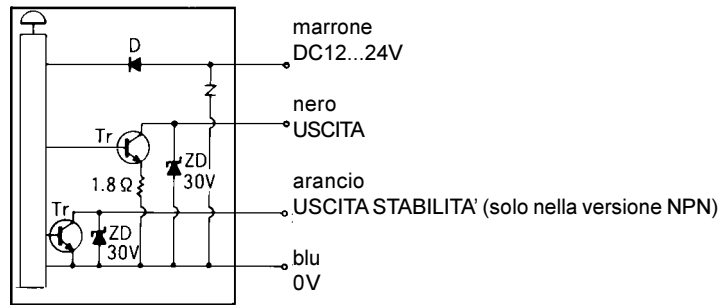 marrone
D
DC12...24V
Z
nero
USCITA
Tr
ZD
30V
1.8 Ω
arancio
Tr
USCITA STABILITA' (solo nella versione NPN)
ZD
30V
blu
0V